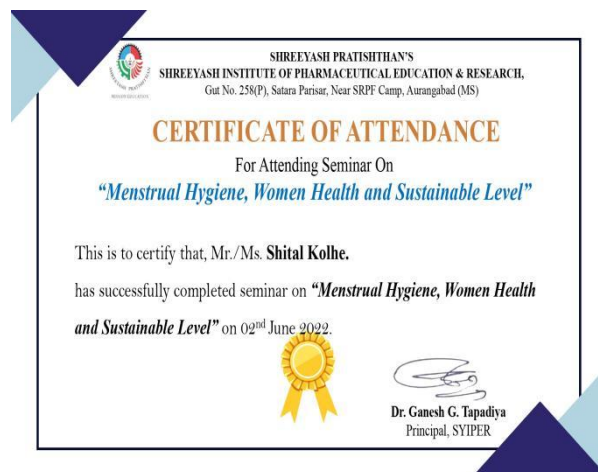 SHREEYASH PRATISHTHAN'S
SHREEYASH INSTITUTE OF PHARMACEUTICAL EDUCATION & RESEARCH,
Gut No. 258(P), Satara Parisar, Near SRPF Camp, Aurangabad (MS)
CERTIFICATE OF ATTENDANCE
For Attending Seminar On
“Menstrual Hygiene, Women Health and Sustainable Level”
This is to certify that, Mr./Ms. Shital Kolhe.
has successfully completed seminar on “Menstrual Hygiene, Women Health
and Sustainable Level” on 02nd June 2022.
Dr. Ganesh G. Tapadiya
Principal, SYIPER